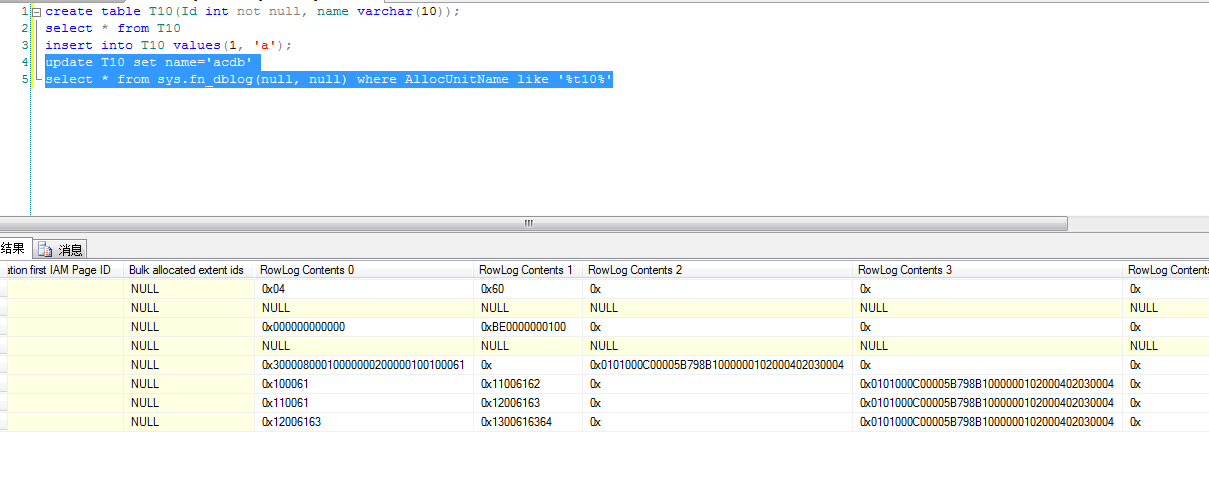 1 create table T10(Id int not null, name varchar(10));
2 select * from T10
3 insert into T10 values(1, 'a');
4 update T10 set name='acdb'
5 select * from sys.fn_dblog(null, null) where AllocUnitName like '%t10%'
结果 消息
ation first IAM Page ID Bulk allocated extent ids RowLog Contents 0 RowLog Contents 1 RowLog Contents 2 RowLog Contents 3 RowLog Contents
NULL 0x04 0x60 0x 0x 0x
NULL NULL NULL NULL NULL NULL
NULL 0x000000000000 0xBE0000000100 0x 0x 0x
NULL NULL NULL NULL NULL NULL
NULL 0x30000800010000000200000100100061 0x 0x0101000C00005B798B1000000102000402030004 0x 0x
NULL 0x100061 0x11006162 0x 0x0101000C00005B798B1000000102000402030004 0x
NULL 0x110061 0x12006163 0x 0x0101000C00005B798B1000000102000402030004 0x
NULL 0x12006163 0x1300616364 0x 0x0101000C00005B798B1000000102000402030004 0x